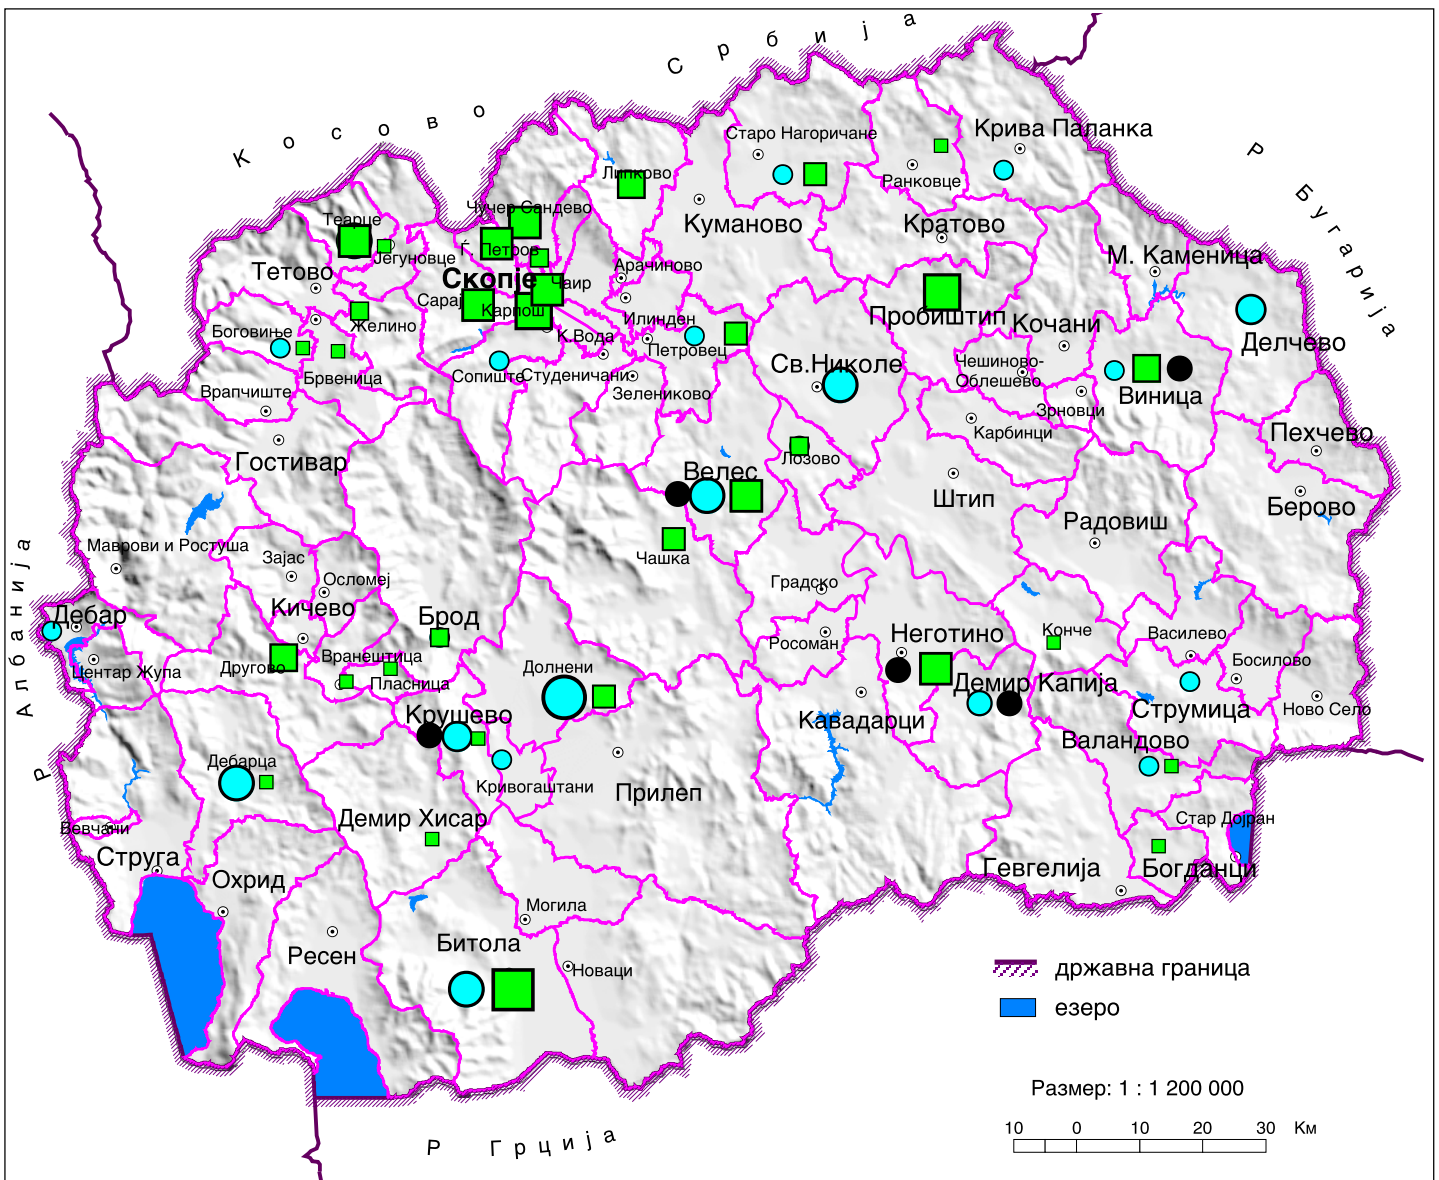 Р Србија
Косово
Р Бугарија
Р Албанија
Р Грција
Старо Нагоричане
Крива Паланка
Ранковце
Липково
Куманово
Кратово
Чучер Сандево
Теарце
Ѓ Петров
Јегуновце
Тетово
Скопје
Чаир
Арачиново
М. Каменица
Сарај
Карпош
Илинден
Желино
Пробиштип
Кочани
Боговиње
К.Вода
Петровец
Делчево
Сопиште
Студеничани
Св.Николе
Чешиново-
Облешево
Брвеница
Врапчиште
Зелениково
Зрновци
Виница
Карбинци
Пехчево
Гостивар
Лозово
Велес
Штип
Берово
Радовиш
Маврови и Ростуша
Зајас
Чашка
Осломеј
Градско
Дебар
Кичево
Брод
Неготино
Конче
Василево
Росоман
Центар Жупа
Другово
Вранештица
Пласница
Долнени
Демир Капија
Босилово
Крушево
Кавадарци
Струмица
Ново Село
Валандово
Дебарца
Кривогаштани
Прилеп
Демир Хисар
Вевчани
Стар Дојран
Струга
Охрид
Гевгелија
Богданци
Могила
Ресен
Битола
Новаци
државна граница
езеро
Размер: 1 : 1 200 000
10 0 10 20 30 Км